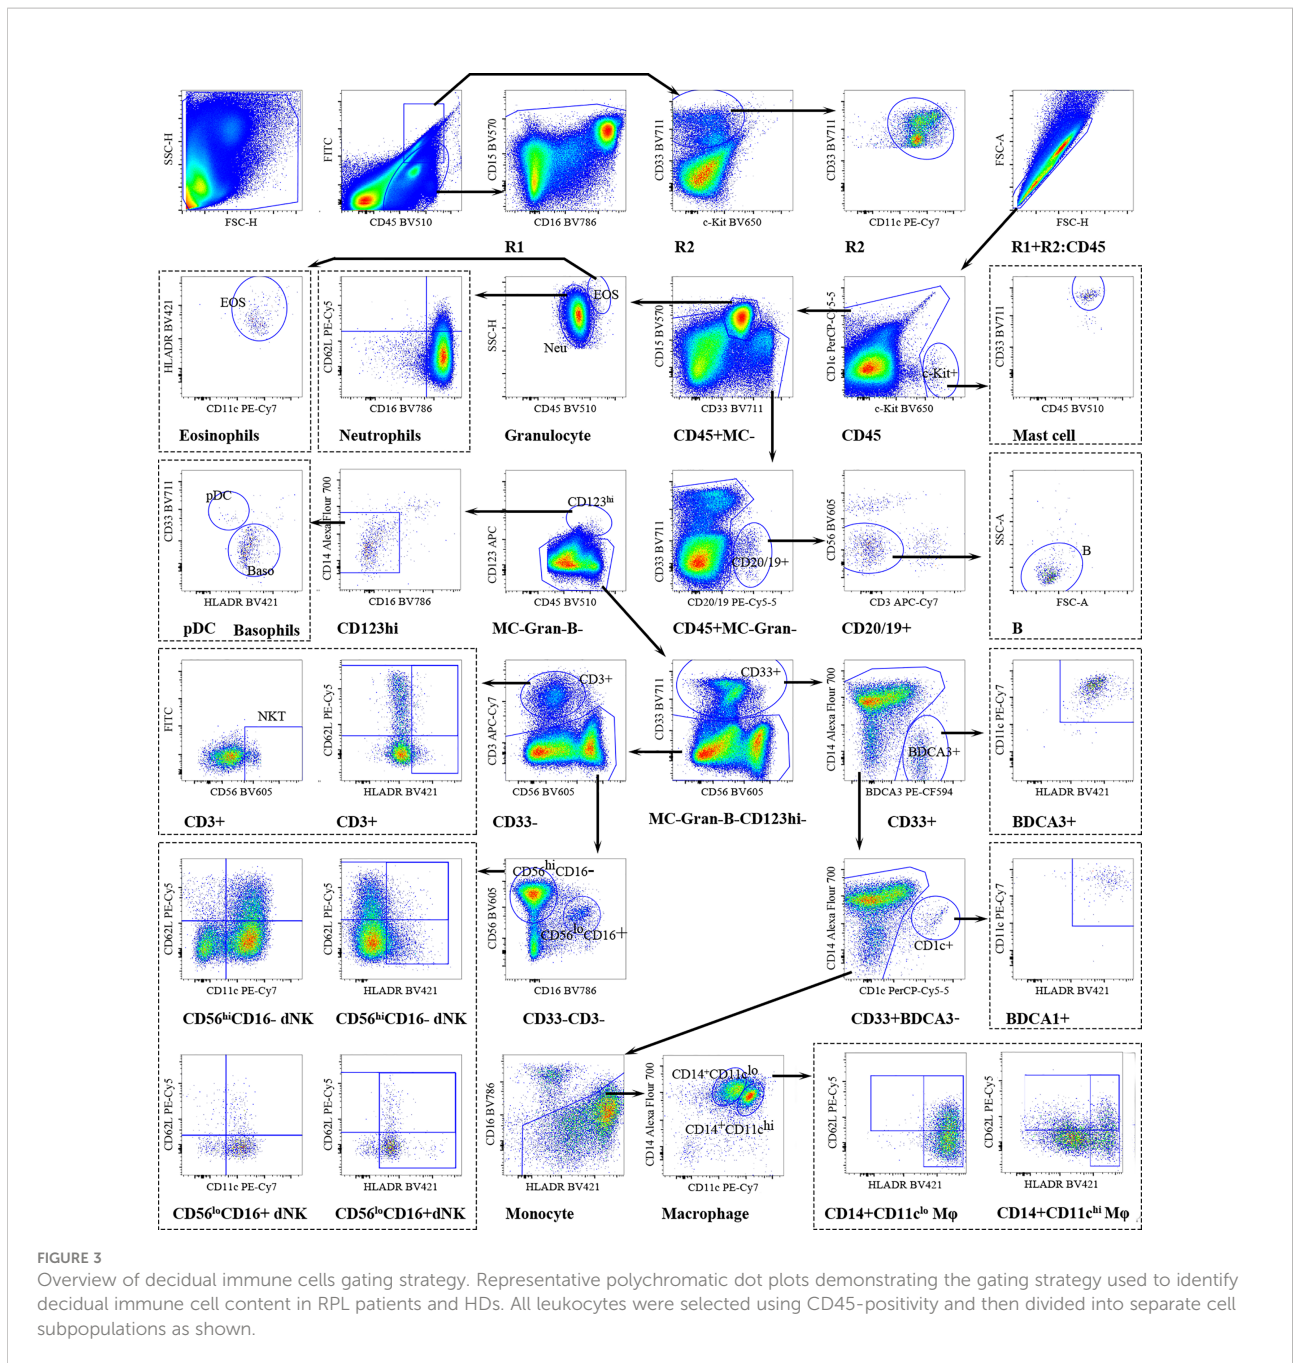 SSC-H
FSC-H
FITC
CD45 BV510
CD15 BV570
CD16 BV786
R1
CD33 BV711
c-Kit BV650
R2
CD33 BV711
CD11c PE-Cy7
R2
FSC-A
FSC-H
R1+R2:CD45
HLADR BV421
EOS
CD11c PE-Cy7
Eosinophils
CD62L PE-Cy5
CD16 BV786
Neutrophils
SSC-H
EOS
Neu
CD45 BV510
Granulocyte
CD15 BV570
CD33 BV711
CD45+MC-
CD1c PerCP-Cy5-5
c-Kit+
c-Kit BV650
CD45
CD33 BV711
CD45 BV510
Mast cell
CD33 BV711
pDC
Baso
HLADR BV421
pDC Basophils
CD14 Alexa Flour 700
CD16 BV786
CD123hi
CD123 APC
CD123hi
CD45 BV510
MC-Gran-B-
CD33 BV711
CD20/19+
CD20/19 PE-Cy5-5
CD45+MC-Gran-
CD56 BV605
CD3 APC-Cy7
CD20/19+
SSC-A
B
FSC-A
B
FITC
NKT
CD56 BV605
CD3+
CD62L PE-Cy5
HLADR BV421
CD3+
CD3 APC-Cy7
CD3+
CD56 BV605
CD33-
CD33 BV711
CD33+
CD56 BV605
MC-Gran-B-CD123hi-
CD14 Alexa Flour 700
BDCA3+
BDCA3 PE-CF594
CD33+
CD11c PE-Cy7
HLADR BV421
BDCA3+
CD62L PE-Cy5
CD11c PE-Cy7
CD56hiCD16- dNK
CD62L PE-Cy5
HLADR BV421
CD56hiCD16- dNK
CD56 BV605
CD56hiCD16-
CD56loCD16+
CD16 BV786
CD33-CD3-
CD14 Alexa Flour 700
CD1c+
CD1c PerCP-Cy5-5
CD33+BDCA3-
CD11c PE-Cy7
HLADR BV421
BDCA1+
CD62L PE-Cy5
CD11c PE-Cy7
CD56loCD16+ dNK
CD62L PE-Cy5
HLADR BV421
CD56loCD16+dNK
CD16 BV786
HLADR BV421
Monocyte
CD14 Alexa Flour 700
CD14+CD11clo
CD14+CD11chi
CD11c PE-Cy7
Macrophage
CD62L PE-Cy5
HLADR BV421
CD14+CD11clo Mφ
CD62L PE-Cy5
HLADR BV421
CD14+CD11chi Mφ
FIGURE 3
Overview of decidual immune cells gating strategy. Representative polychromatic dot plots demonstrating the gating strategy used to identify
decidual immune cell content in RPL patients and HDs. All leukocytes were selected using CD45-positivity and then divided into separate cell
subpopulations as shown.